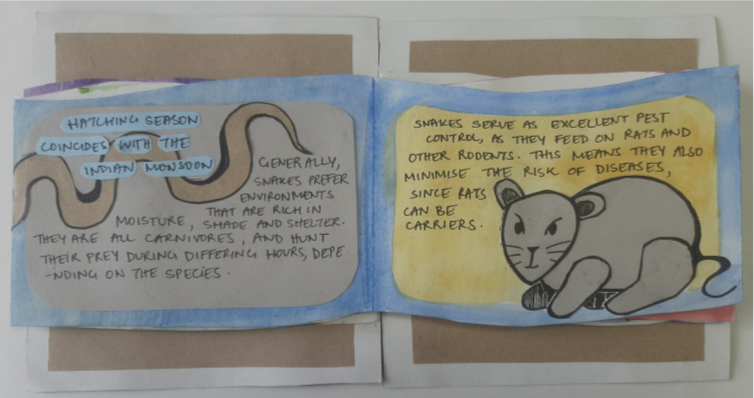 HATCHING SEASON
COINCIDES WITH THE
INDIAN MONSOON
GENERALLY,
SNAKES PREFER
ENVIRONMENTS
THAT ARE RICH IN
MOISTURE, SHADE AND SHELTER.
THEY ARE ALL CARNIVORES, AND HUNT
THEIR PREY DURING DIFFERING HOURS, DEPE
-NDING ON THE SPECIES.
SNAKES SERVE AS EXCELLENT PEST
CONTROL, AS THEY FEED ON RATS AND
OTHER RODENTS. THIS MEANS THEY ALSO
MINIMISE THE RISK OF DISEASES,
SINCE RATS
CAN BE
CARRIERS.